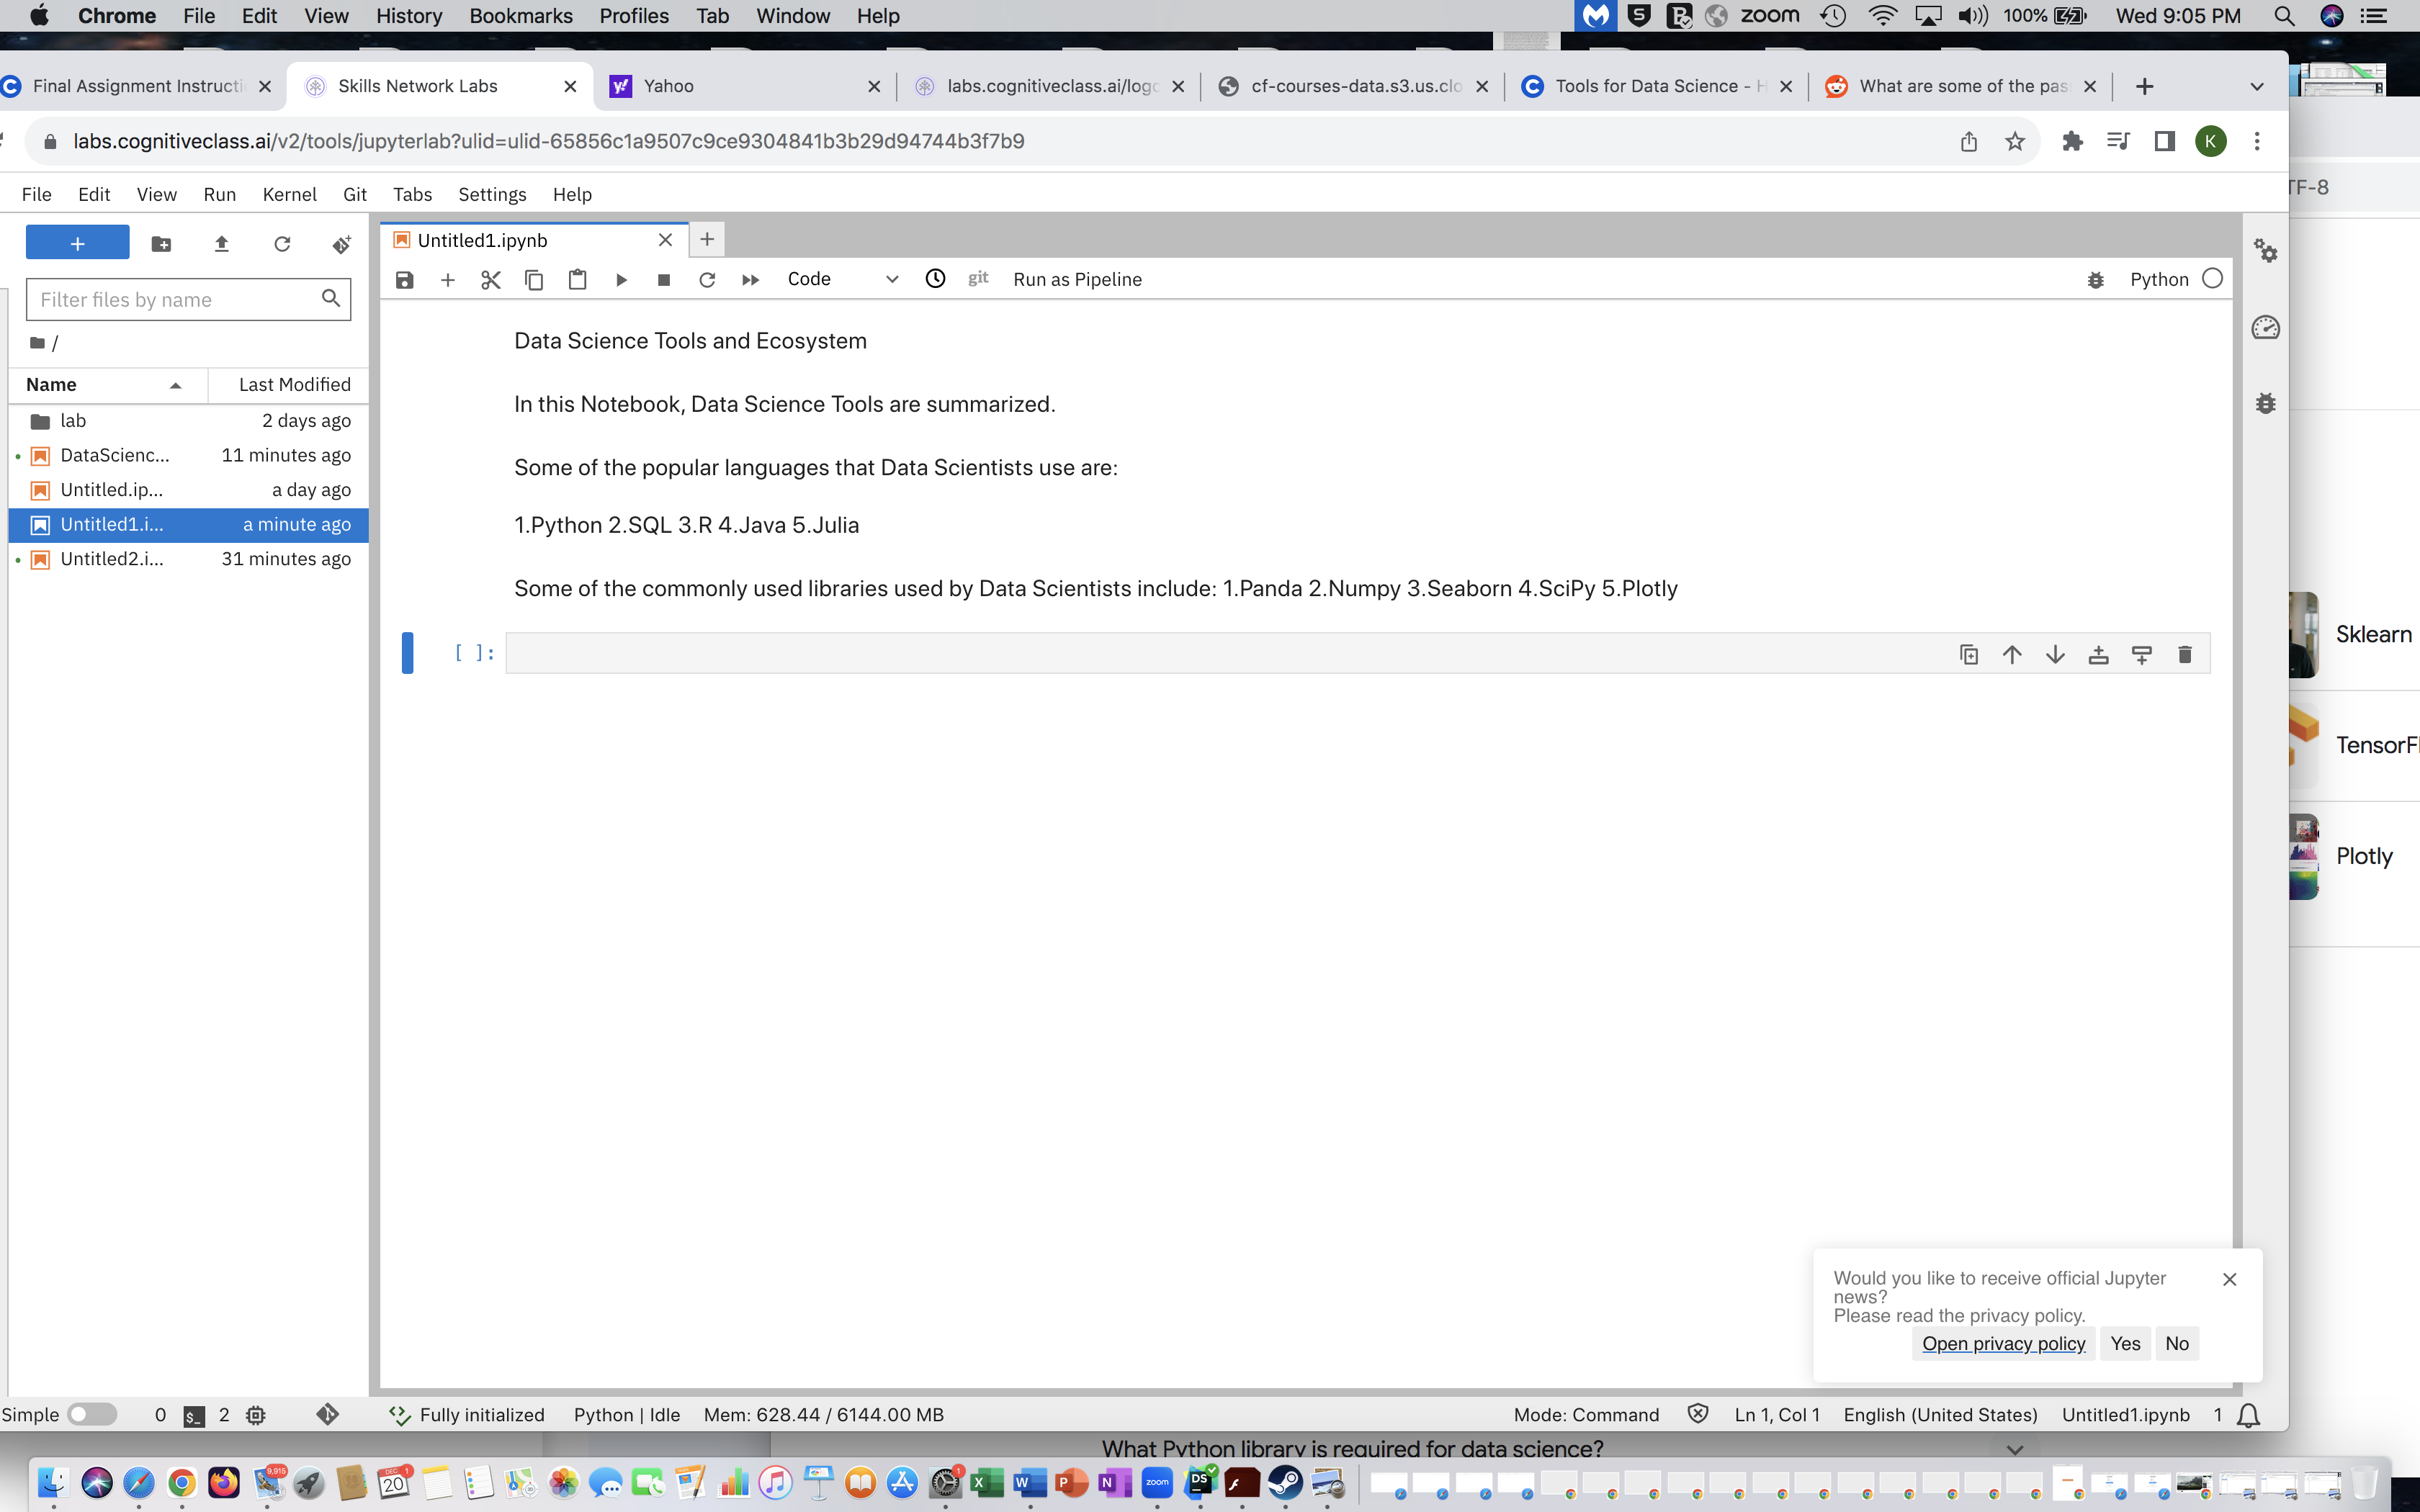 Chrome File Edit View History Bookmarks Profiles Tab Window Help
zoom 100% Wed 9:05 PM
Final Assignment Instructi
Skills Network Labs
Yahoo
labs.cognitiveclass.ai/logo
cf-courses-data.s3.us.clo
Tools for Data Science - H
What are some of the pas
labs.cognitiveclass.ai/v2/tools/jupyterlab?ulid=ulid-65856c1a9507c9ce9304841b3b29d94744b3f7b9
K
TF-8
File Edit View Run Kernel Git Tabs Settings Help
+
Untitled1.ipynb
Filter files by name
Code git Run as Pipeline Python
/
Name Last Modified
lab 2 days ago
DataScienc... 11 minutes ago
Untitled.ip... a day ago
Untitled1.i... a minute ago
Untitled2.i... 31 minutes ago
Data Science Tools and Ecosystem
In this Notebook, Data Science Tools are summarized.
Some of the popular languages that Data Scientists use are:
1.Python 2.SQL 3.R 4.Java 5.Julia
Some of the commonly used libraries used by Data Scientists include: 1.Panda 2.Numpy 3.Seaborn 4.SciPy 5.Plotly
[ ]:
Sklearn
TensorFl
Plotly
Would you like to receive official Jupyter
news?
Please read the privacy policy.
Open privacy policy Yes No
Simple 0 $_ 2 Fully initialized Python | Idle Mem: 628.44 / 6144.00 MB Mode: Command Ln 1, Col 1 English (United States) Untitled1.ipynb 1
What Python library is required for data science?
9,915
DEC
20
1
1
X
W
P
N
zoom
DS